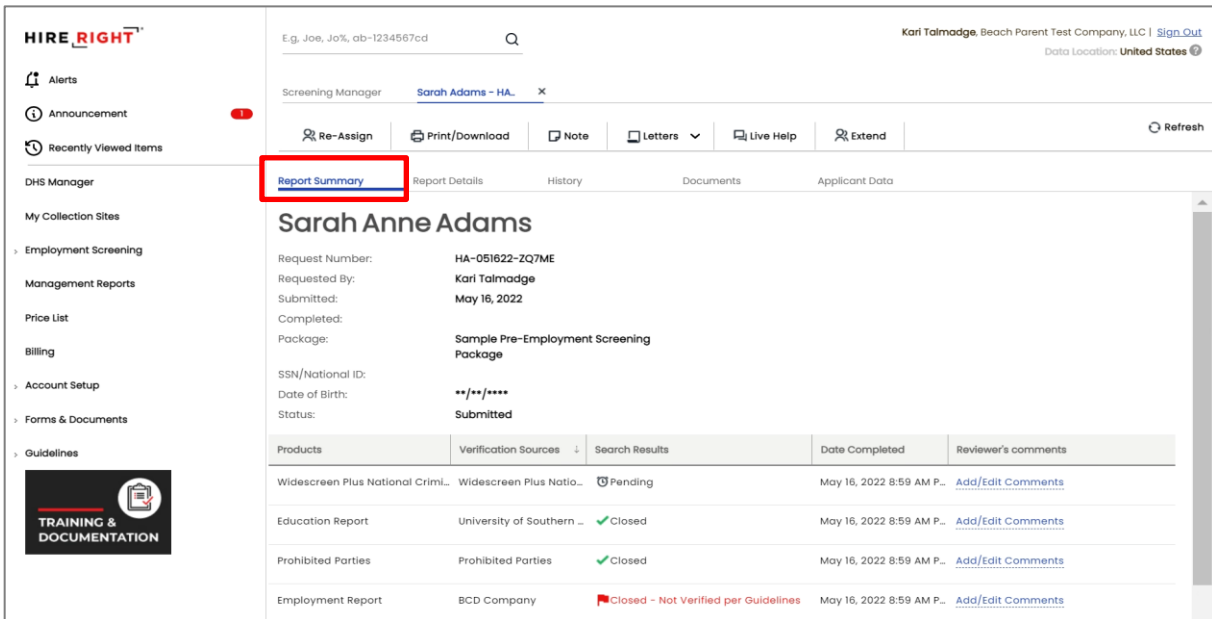 HIRE RIGHT
E.g, Joe, Jo%, ab-1234567cd
Kari Talmadge, Beach Parent Test Company, LLC | Sign Out
Data Location: United States
Alerts
Announcement 1
Recently Viewed Items
DHS Manager
My Collection Sites
Employment Screening
Management Reports
Price List
Billing
Account Setup
Forms & Documents
Guidelines
TRAINING &
DOCUMENTATION
Screening Manager Sarah Adams - HA... ×
Re-Assign Print/Download Note Letters Live Help Extend Refresh
Report Summary Report Details History Documents Applicant Data
Sarah Anne Adams
Request Number: HA-051622-ZQ7ME
Requested By: Kari Talmadge
Submitted: May 16, 2022
Completed:
Package: Sample Pre-Employment Screening
Package
SSN/National ID:
Date of Birth: **/**/****
Status: Submitted
Products Verification Sources ↓ Search Results Date Completed Reviewer's comments
Widescreen Plus National Crimi... Widescreen Plus Natio... Pending May 16, 2022 8:59 AM P... Add/Edit Comments
Education Report University of Southern ... Closed May 16, 2022 8:59 AM P... Add/Edit Comments
Prohibited Parties Prohibited Parties Closed May 16, 2022 8:59 AM P... Add/Edit Comments
Employment Report BCD Company Closed - Not Verified per Guidelines May 16, 2022 8:59 AM P... Add/Edit Comments